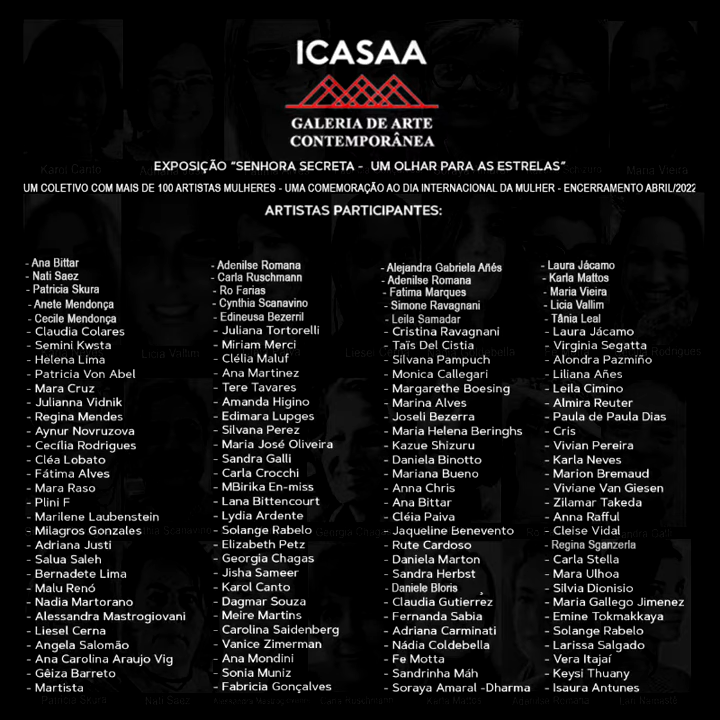 ICASAA
GALERIA DE ARTE
CONTEMPORÂNEA
EXPOSIÇÃO "SENHORA SECRETA - UM OLHAR PARA AS ESTRELAS"
UM COLETIVO COM MAIS DE 100 ARTISTAS MULHERES - UMA COMEMORAÇÃO AO DIA INTERNACIONAL DA MULHER - ENCERRAMENTO ABRIL/2022
ARTISTAS PARTICIPANTES:
- Ana Bittar
- Nati Saez
- Patricia Skura
- Anete Mendonça
- Cecile Mendonça
- Claudia Colares
- Semini Kwsta
- Helena Lima
- Patricia Von Abel
- Mara Cruz
- Julianna Vidnik
- Regina Mendes
- Aynur Novruzova
- Cecília Rodrigues
- Cléa Lobato
- Fátima Alves
- Mara Raso
- Plini F
- Marilene Laubenstein
- Milagros Gonzales
- Adriana Justi
- Salua Saleh
- Bernadete Lima
- Malu Renó
- Nadia Martorano
- Alessandra Mastrogiovani
- Liesel Cerna
- Angela Salomão
- Ana Carolina Araujo Vig
- Gêiza Barreto
- Martista
- Adenilse Romana
- Carla Ruschmann
- Ro Farias
- Cynthia Scanavino
- Edineusa Bezerril
- Juliana Tortorelli
- Miriam Merci
- Clélia Maluf
- Ana Martinez
- Tere Tavares
- Amanda Higino
- Edimara Lupges
- Silvana Perez
- Maria José Oliveira
- Sandra Galli
- Carla Crocchi
- MBirika En-miss
- Lana Bittencourt
- Lydia Ardente
- Solange Rabelo
- Elizabeth Petz
- Georgia Chagas
- Jisha Sameer
- Karol Canto
- Dagmar Souza
- Meire Martins
- Carolina Saidenberg
- Vanice Zimerman
- Ana Mondini
- Sonia Muniz
- Fabricia Gonçalves
- Alejandra Gabriela Añés
- Adenilse Romana
- Fatima Marques
- Simone Ravagnani
- Leila Samadar
- Cristina Ravagnani
- Taïs Del Cistia
- Silvana Pampuch
- Monica Callegari
- Margarethe Boesing
- Marina Alves
- Joseli Bezerra
- Maria Helena Beringhs
- Kazue Shizuru
- Daniela Binotto
- Mariana Bueno
- Anna Chris
- Ana Bittar
- Cléia Paiva
- Jaqueline Benevento
- Rute Cardoso
- Daniela Marton
- Sandra Herbst
- Daniele Bloris
- Claudia Gutierrez
- Fernanda Sabia
- Adriana Carminati
- Nádia Coldebella
- Fe Motta
- Sandrinha Máh
- Soraya Amaral -Dharma
- Laura Jácamo
- Karla Mattos
- Maria Vieira
- Licia Vallim
- Tânia Leal
- Laura Jácamo
- Virginia Segatta
- Alondra Pazmiño
- Liliana Añes
- Leila Cimino
- Almira Reuter
- Paula de Paula Dias
- Cris
- Vivian Pereira
- Karla Neves
- Marion Bremaud
- Viviane Van Giesen
- Zilamar Takeda
- Anna Rafful
- Cleise Vidal
- Regina Sganzerla
- Carla Stella
- Mara Ulhoa
- Silvia Dionisio
- Maria Gallego Jimenez
- Emine Tokmakkaya
- Solange Rabelo
- Larissa Salgado
- Vera Itajaí
- Keysi Thuany
- Isaura Antunes
Karol Canto
Maria Vieira
Licia Vallim
Georgia Chagas
Patricia Skura
Nati Saez